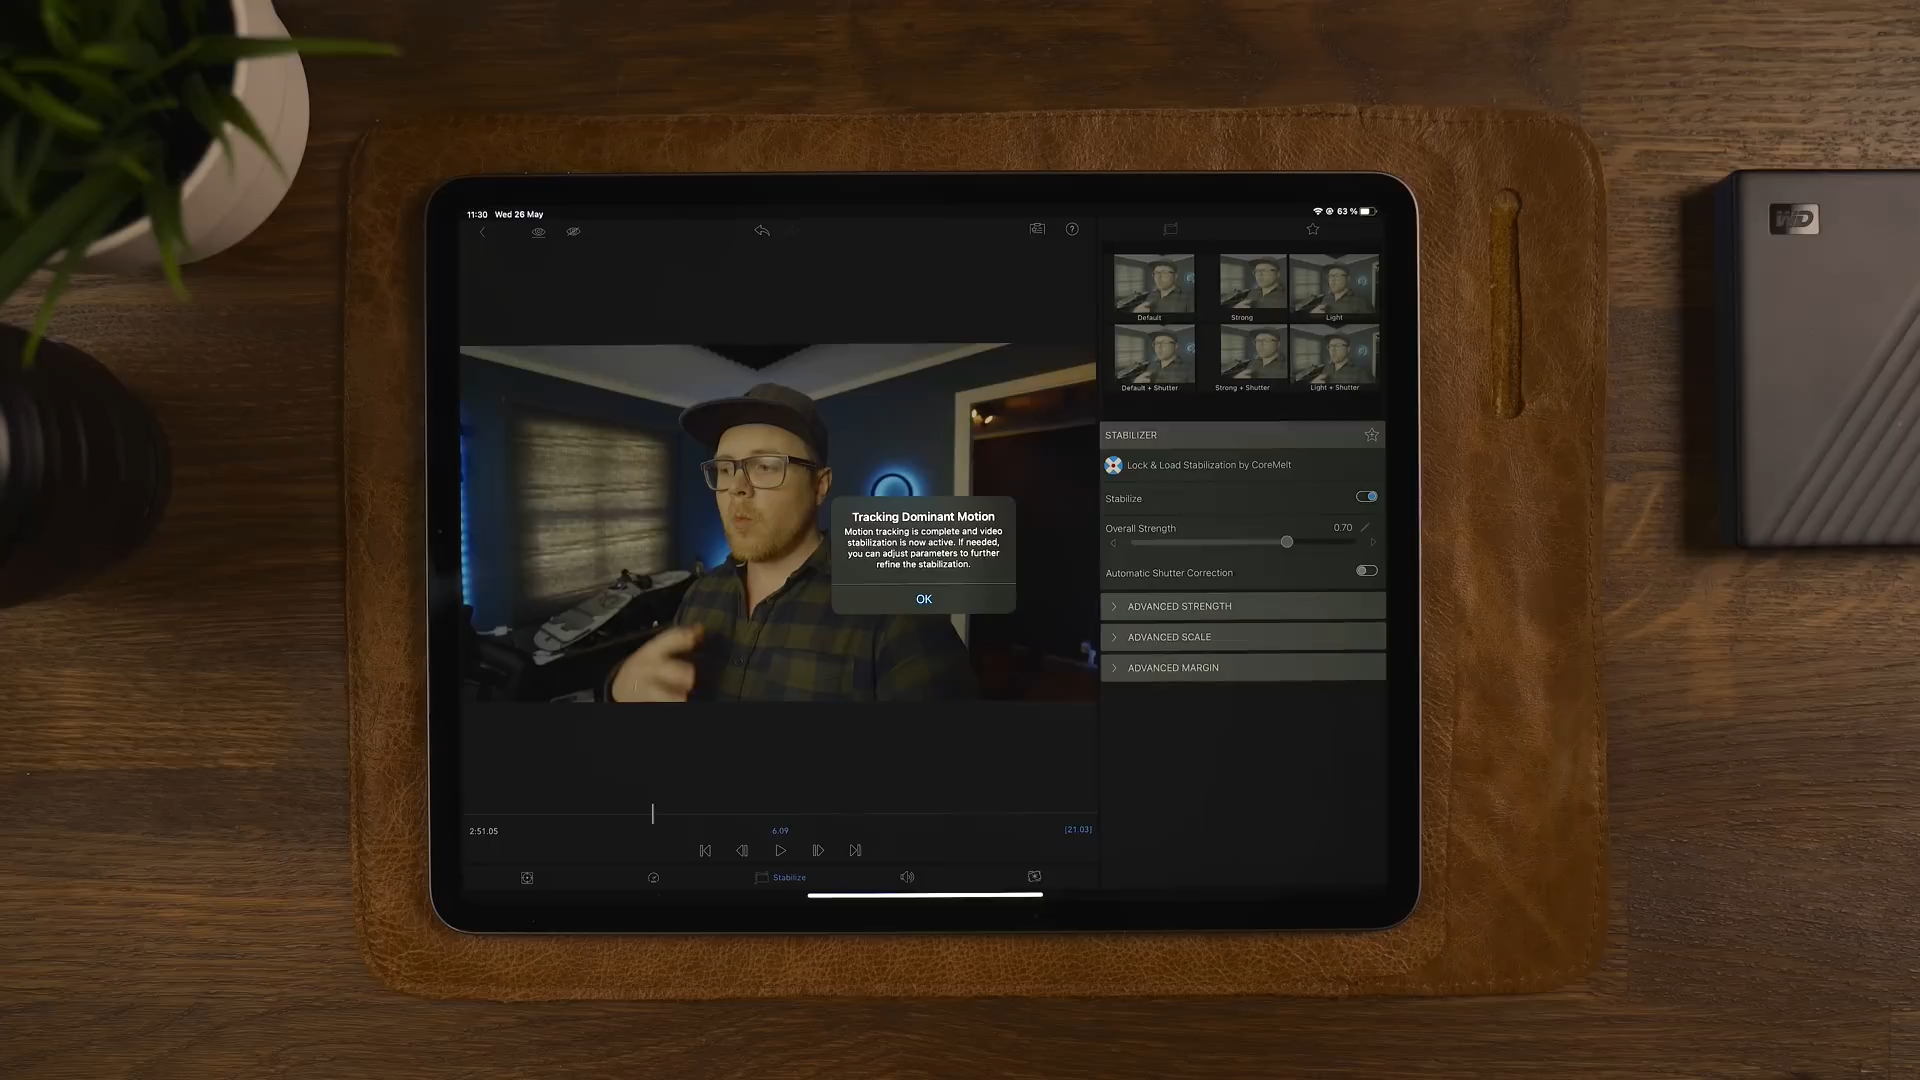 11:30 Wed 26 May
63 %
Default
Strong
Light
Default + Shutter
Strong + Shutter
Light + Shutter
STABILIZER
Lock & Load Stabilization by CoreMelt
Stabilize
Overall Strength
0.70
Automatic Shutter Correction
ADVANCED STRENGTH
ADVANCED SCALE
ADVANCED MARGIN
Tracking Dominant Motion
Motion tracking is complete and video
stabilization is now active. If needed,
you can adjust parameters to further
refine the stabilization.
OK
2:51.05
6.09
[21.03]
Stabilize
WD